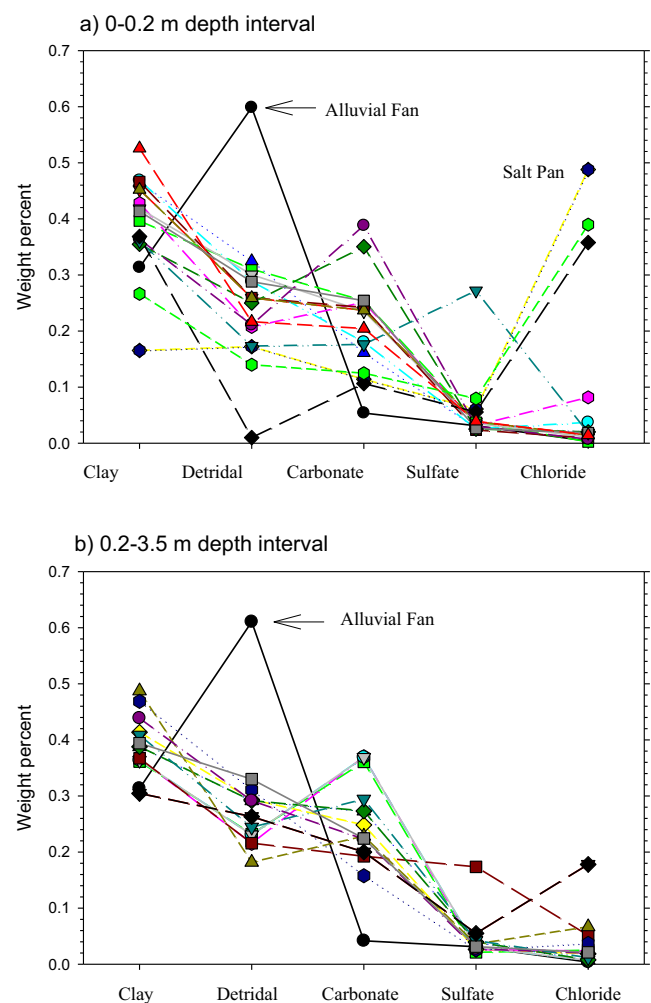 a) 0-0.2 m depth interval
0.7
0.6
0.5
0.4
0.3
0.2
0.1
0.0
Weight percent
Alluvial Fan
Salt Pan
Clay Detridal Carbonate Sulfate Chloride
b) 0.2-3.5 m depth interval
0.7
0.6
0.5
0.4
0.3
0.2
0.1
0.0
Weight percent
Alluvial Fan
Clay Detridal Carbonate Sulfate Chloride